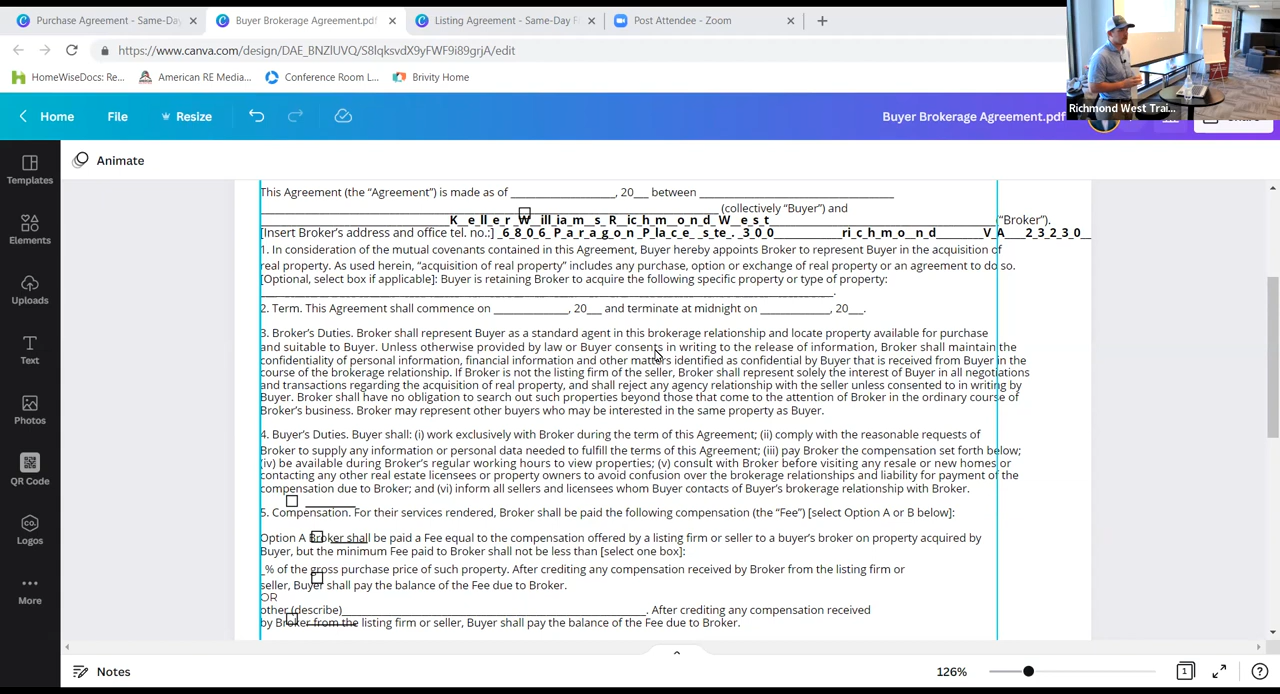 Purchase Agreement - Same-Day
Buyer Brokerage Agreement.pdf
Listing Agreement - Same-Day F
Post Attendee - Zoom
https://www.canva.com/design/DAE_BNZlUVQ/S8lqksvdX9yFWF9i89grjA/edit
HomeWiseDocs: Re...
American RE Media...
Conference Room L...
Brivity Home
Richmond West Trai...
Home
File
Resize
Buyer Brokerage Agreement.pdf
Templates
Elements
Uploads
Text
Photos
QR Code
Logos
More
Animate
This Agreement (the “Agreement”) is made as of ____________________, 20___ between _____________________________________
__________________________________________ (collectively “Buyer”) and
K_eller_W_illiam_s_R_ichm_ond_W_est (“Broker”).
[Insert Broker’s address and office tel. no.:] _6_8_0_6_P_aragon_P_lace_ste._3_0_0_________rich_m_o_nd_______V_A___2_3_2_3_0__
1. In consideration of the mutual covenants contained in this Agreement, Buyer hereby appoints Broker to represent Buyer in the acquisition of
real property. As used herein, “acquisition of real property” includes any purchase, option or exchange of real property or an agreement to do so.
[Optional, select box if applicable]: Buyer is retaining Broker to acquire the following specific property or type of property:
_____________________________________________________________________.
2. Term. This Agreement shall commence on ______________, 20___ and terminate at midnight on _____________, 20___.
3. Broker’s Duties. Broker shall represent Buyer as a standard agent in this brokerage relationship and locate property available for purchase
and suitable to Buyer. Unless otherwise provided by law or Buyer consents in writing to the release of information, Broker shall maintain the
confidentiality of personal information, financial information and other matters identified as confidential by Buyer that is received from Buyer in the
course of the brokerage relationship. If Broker is not the listing firm of the seller, Broker shall represent solely the interest of Buyer in all negotiations
and transactions regarding the acquisition of real property, and shall reject any agency relationship with the seller unless consented to in writing by
Buyer. Broker shall have no obligation to search out such properties beyond those that come to the attention of Broker in the ordinary course of
Broker’s business. Broker may represent other buyers who may be interested in the same property as Buyer.
4. Buyer’s Duties. Buyer shall: (i) work exclusively with Broker during the term of this Agreement; (ii) comply with the reasonable requests of
Broker to supply any information or personal data needed to fulfill the terms of this Agreement; (iii) pay Broker the compensation set forth below;
(iv) be available during Broker’s regular working hours to view properties; (v) consult with Broker before visiting any resale or new homes or
contacting any other real estate licensees or property owners to avoid confusion over the brokerage relationships and liability for payment of the
compensation due to Broker; and (vi) inform all sellers and licensees whom Buyer contacts of Buyer’s brokerage relationship with Broker.
5. Compensation. For their services rendered, Broker shall be paid the following compensation (the “Fee”) [select Option A or B below]:
Option A Broker shall be paid a Fee equal to the compensation offered by a listing firm or seller to a buyer’s broker on property acquired by
Buyer, but the minimum Fee paid to Broker shall not be less than [select one box]:
_% of the gross purchase price of such property. After crediting any compensation received by Broker from the listing firm or
seller, Buyer shall pay the balance of the Fee due to Broker.
OR
other (describe)____________________________________. After crediting any compensation received
by Broker from the listing firm or seller, Buyer shall pay the balance of the Fee due to Broker.
Notes
126%
1